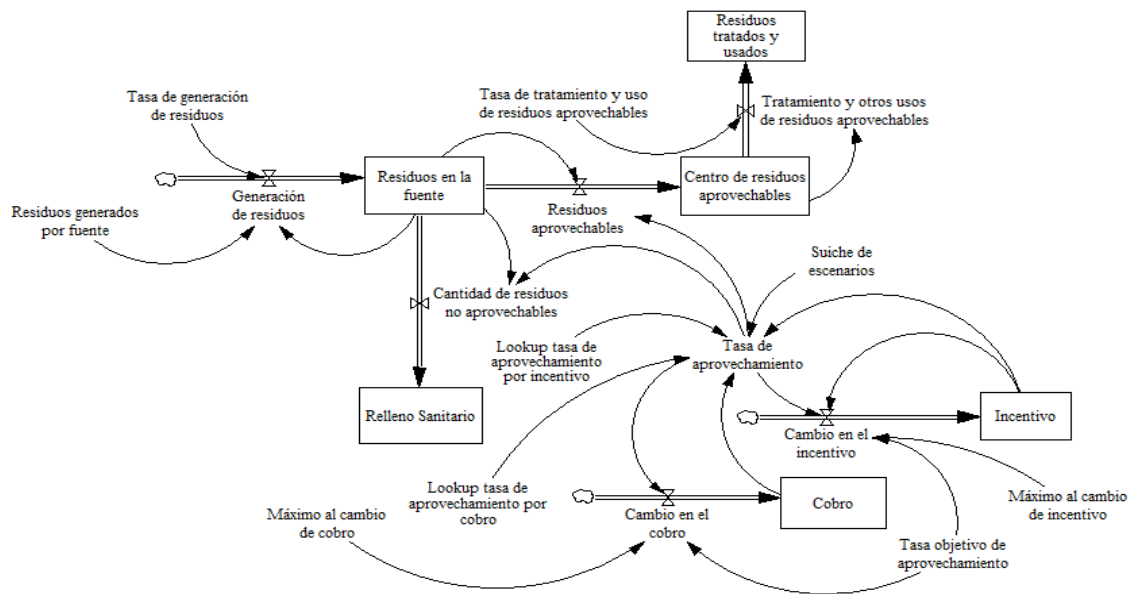 Residuos
tratados y
usados
Tasa de generación
de residuos
Tasa de tratamiento y uso
de residuos aprovechables
Tratamiento y otros usos
de residuos aprovechables
Residuos en la
fuente
Centro de residuos
aprovechables
Generación
de residuos
Residuos
aprovechables
Residuos generados
por fuente
Suiche de
escenarios
Cantidad de residuos
no aprovechables
Lookup tasa de
aprovechamiento
por incentivo
Tasa de
aprovechamiento
Relleno Sanitario
Incentivo
Cambio en el
incentivo
Lookup tasa de
aprovechamiento por
cobro
Máximo al cambio
de cobro
Cambio en el
cobro
Cobro
Máximo al cambio
de incentivo
Tasa objetivo de
aprovechamiento